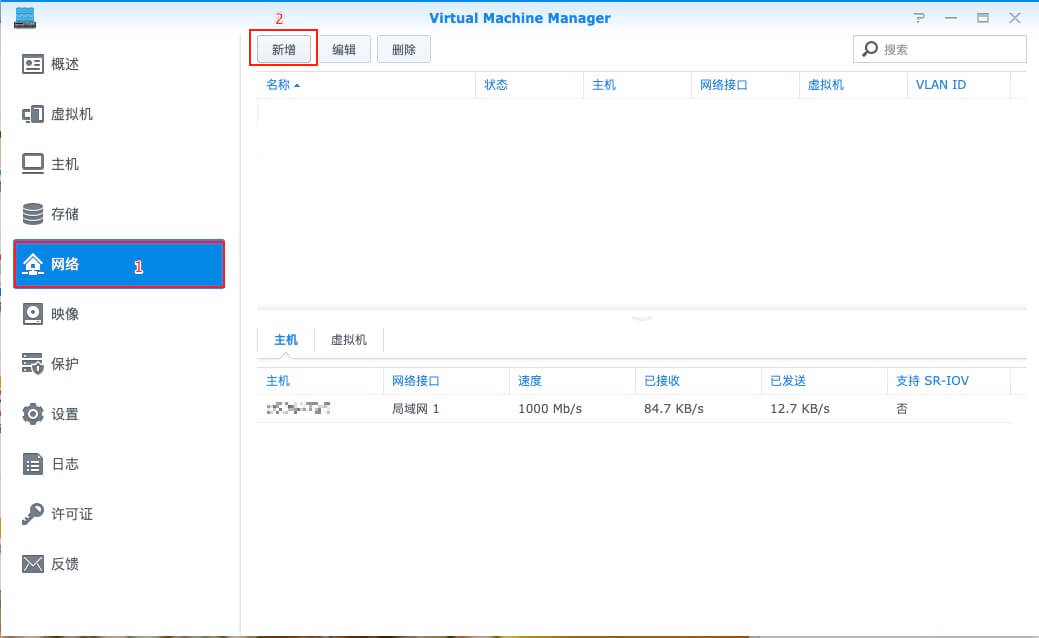 2
Virtual Machine Manager
新增 编辑 删除 搜索
概述
虚拟机
主机
存储
网络 1
映像
保护
设置
日志
许可证
反馈
名称 状态 主机 网络接口 虚拟机 VLAN ID
主机 虚拟机
主机 网络接口 速度 已接收 已发送 支持 SR-IOV
局域网 1 1000 Mb/s 84.7 KB/s 12.7 KB/s 否